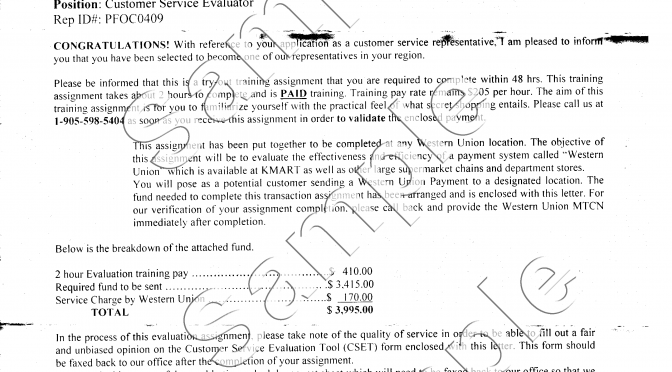 Position: Customer Service Evaluator
Rep ID#: PFOC0409
CONGRATULATIONS! With reference to your application as a customer service representative, I am pleased to inform
you that you have been selected to become one of our representatives in your region.
Please be informed that this is a tryout training assignment that you are required to complete within 48 hrs. This training
assignment takes about 2 hours to complete and is PAID training. Training pay rate remains $205 per hour. The aim of this
training assignment is for you to familiarize yourself with the practical feel of what secret shopping entails. Please call us at
1-905-598-5404 as soon as you receive this assignment in order to validate the enclosed payment.
This assignment has been put together to be completed at any Western Union location. The objective of
this assignment will be to evaluate the effectiveness and efficiency of a payment system called "Western
Union" which is available at KMART as well as other large supermarket chains and department stores.
You will pose as a potential customer sending a Western Union Payment to a designated location. The
fund needed to complete this transaction assignment has been arranged and is enclosed with this letter. For
our verification of your assignment completion, please call back and provide the Western Union MTCN
immediately after completion.
Below is the breakdown of the attached fund.
2 hour Evaluation training pay ........................................$ 410.00
Required fund to be sent ................................................$ 3,415.00
Service Charge by Western Union ...................................$ 170.00
TOTAL $ 3,995.00
In the process of this evaluation assignment, please take note of the quality of service in order to be able to fill out a fair
and unbiased opinion on the Customer Service Evaluation Tool (CSET) form enclosed with this letter. This form should
be faxed back to our office after the completion of your assignment.
Sample
Sample
Sample